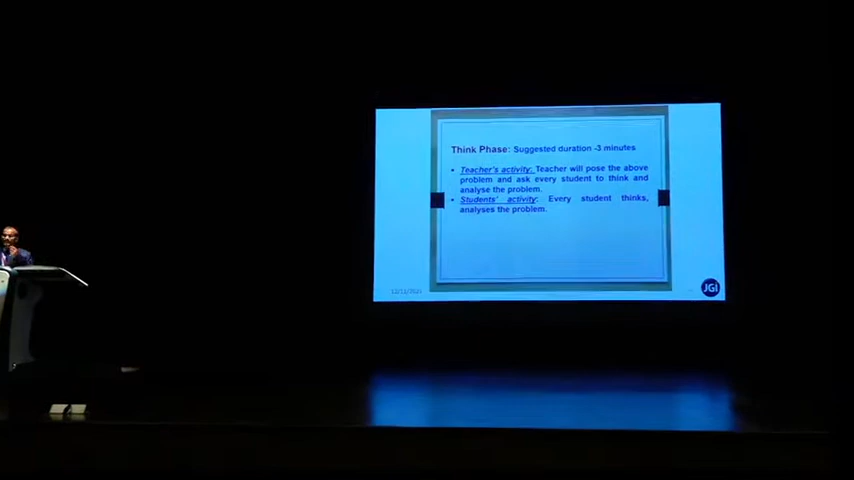 Think Phase: Suggested duration -3 minutes
• Teacher's activity: Teacher will pose the above
problem and ask every student to think and
analyse the problem.
• Students' activity: Every student thinks,
analyses the problem.
JGI